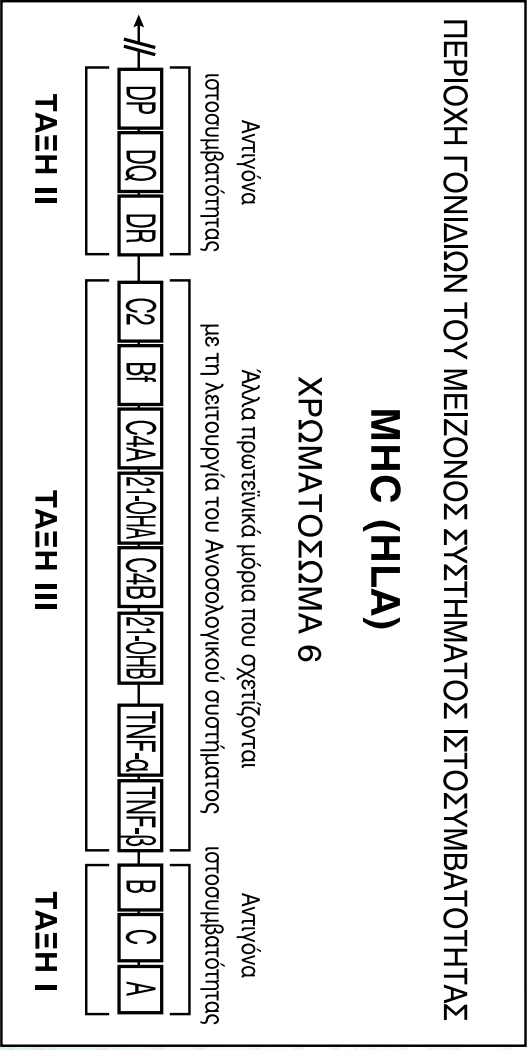 ΠΕΡΙΟΧΗ ΓΟΝΙΔΙΩΝ ΤΟΥ ΜΕΙΖΟΝΟΣ ΣΥΣΤΗΜΑΤΟΣ ΙΣΤΟΣΥΜΒΑΤΟΤΗΤΑΣ
MHC (HLA)
ΧΡΩΜΑΤΟΣΩΜΑ 6
Αντιγόνα
ιστοσυμβατότητας
Άλλα πρωτεϊνικά μόρια που σχετίζονται
με τη λειτουργία του Ανοσολογικού συστήματος
Αντιγόνα
ιστοσυμβατότητας
DP DQ DR C2 Bf C4A 21-OHA C4B 21-OHB TNF-α TNF-β B C A
ΤΑΞΗ II
ΤΑΞΗ III
ΤΑΞΗ I